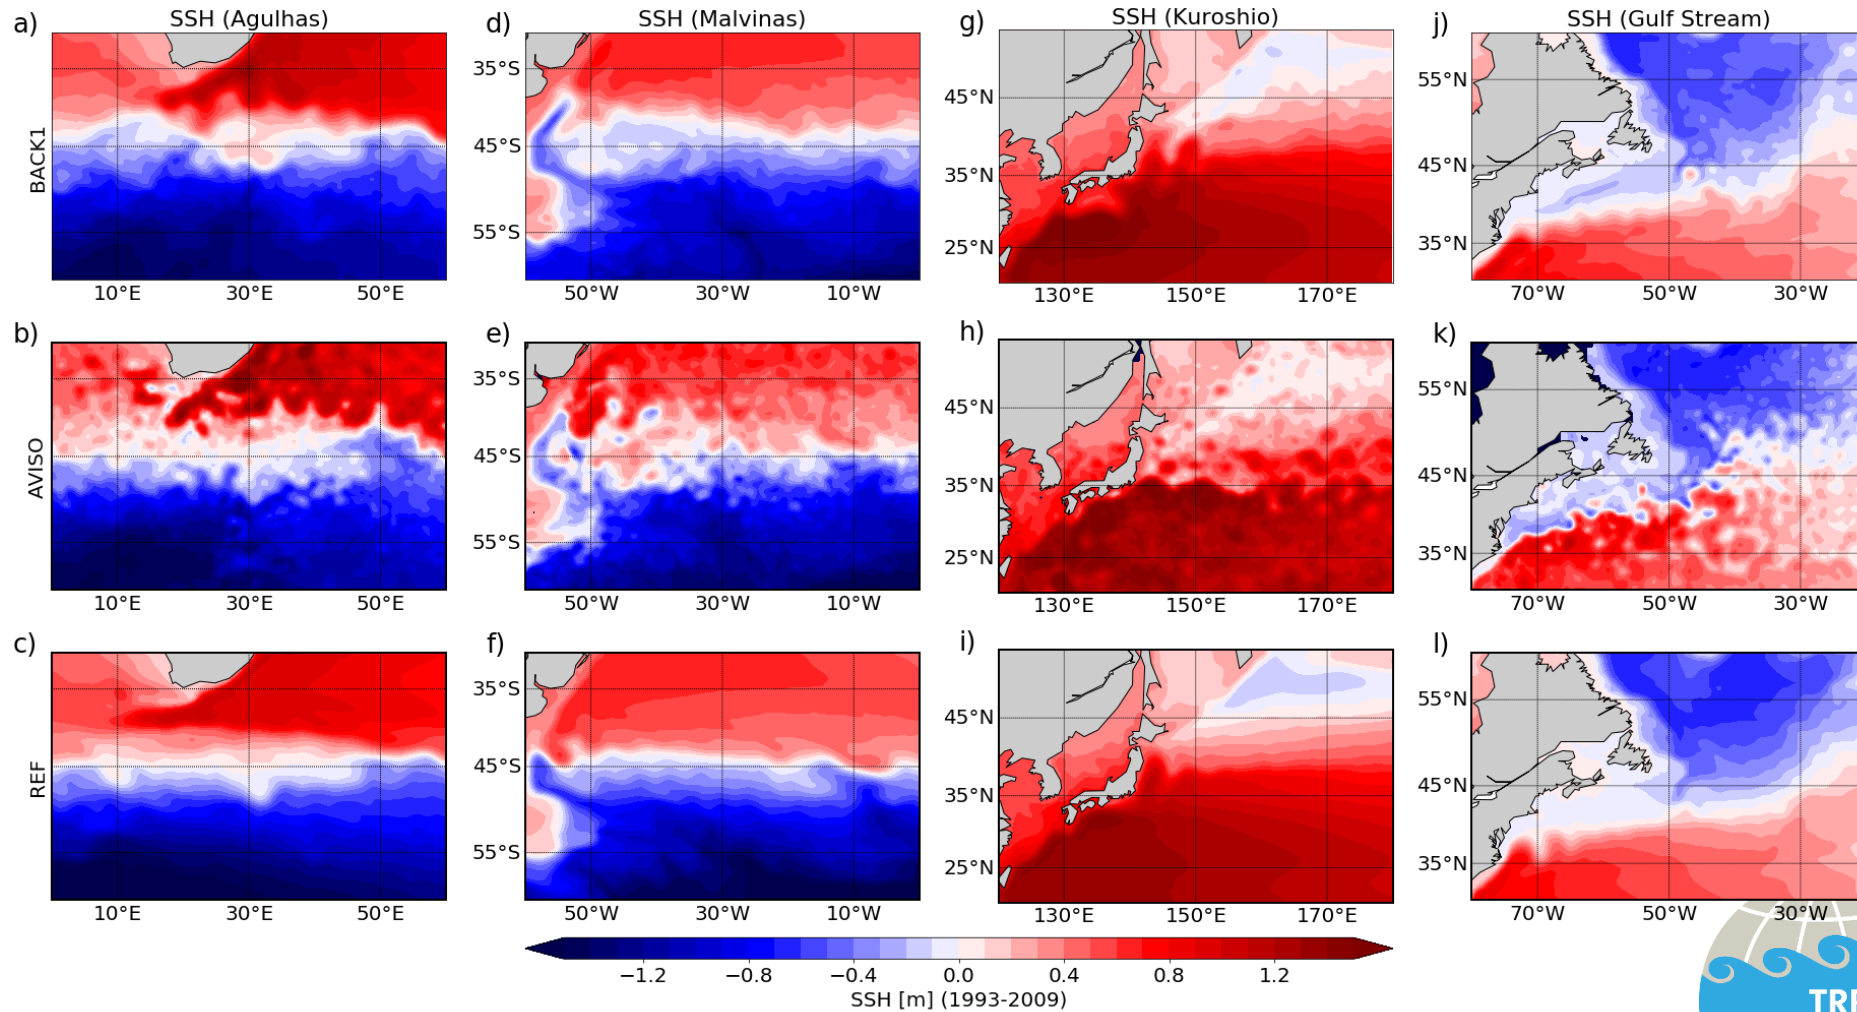 a) SSH (Agulhas) d) SSH (Malvinas) g) SSH (Kuroshio) j) SSH (Gulf Stream)
BACK1
35°S 45°S 55°S
45°N 35°N 25°N
55°N 45°N 35°N
10°E 30°E 50°E 50°W 30°W 10°W 130°E 150°E 170°E 70°W 50°W 30°W
b) e) h) k)
AVISO
35°S 45°S 55°S
45°N 35°N 25°N
55°N 45°N 35°N
10°E 30°E 50°E 50°W 30°W 10°W 130°E 150°E 170°E 70°W 50°W 30°W
c) f) i) l)
REF
35°S 45°S 55°S
45°N 35°N 25°N
55°N 45°N 35°N
10°E 30°E 50°E 50°W 30°W 10°W 130°E 150°E 170°E 70°W 50°W 30°W
−1.2 −0.8 −0.4 0.0 0.4 0.8 1.2
SSH [m] (1993-2009)